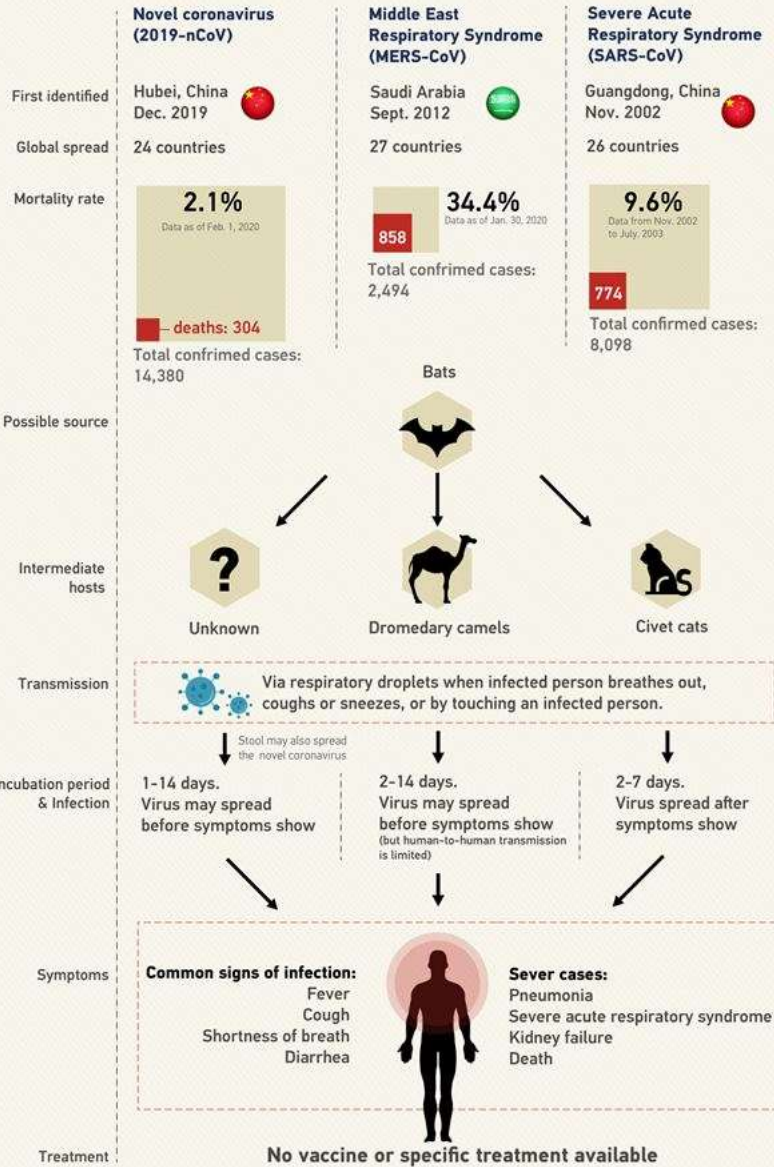 Novel coronavirus
(2019-nCoV)
Middle East
Respiratory Syndrome
(MERS-CoV)
Severe Acute
Respiratory Syndrome
(SARS-CoV)
First identified
Hubei, China
Dec. 2019
Saudi Arabia
Sept. 2012
Guangdong, China
Nov. 2002
Global spread
24 countries
27 countries
26 countries
Mortality rate
2.1%
Data as of Feb. 1, 2020
deaths: 304
Total confrimed cases:
14,380
34.4%
Data as of Jan. 30, 2020
858
Total confrimed cases:
2,494
9.6%
Data from Nov. 2002
to July. 2003
774
Total confirmed cases:
8,098
Possible source
Bats
Intermediate
hosts
?
Unknown
Dromedary camels
Civet cats
Transmission
Via respiratory droplets when infected person breathes out,
coughs or sneezes, or by touching an infected person.
Stool may also spread
the novel coronavirus
ncubation period
& Infection
1-14 days.
Virus may spread
before symptoms show
2-14 days.
Virus may spread
before symptoms show
(but human-to-human transmission
is limited)
2-7 days.
Virus spread after
symptoms show
Symptoms
Common signs of infection:
Fever
Cough
Shortness of breath
Diarrhea
Sever cases:
Pneumonia
Severe acute respiratory syndrome
Kidney failure
Death
Treatment
No vaccine or specific treatment available